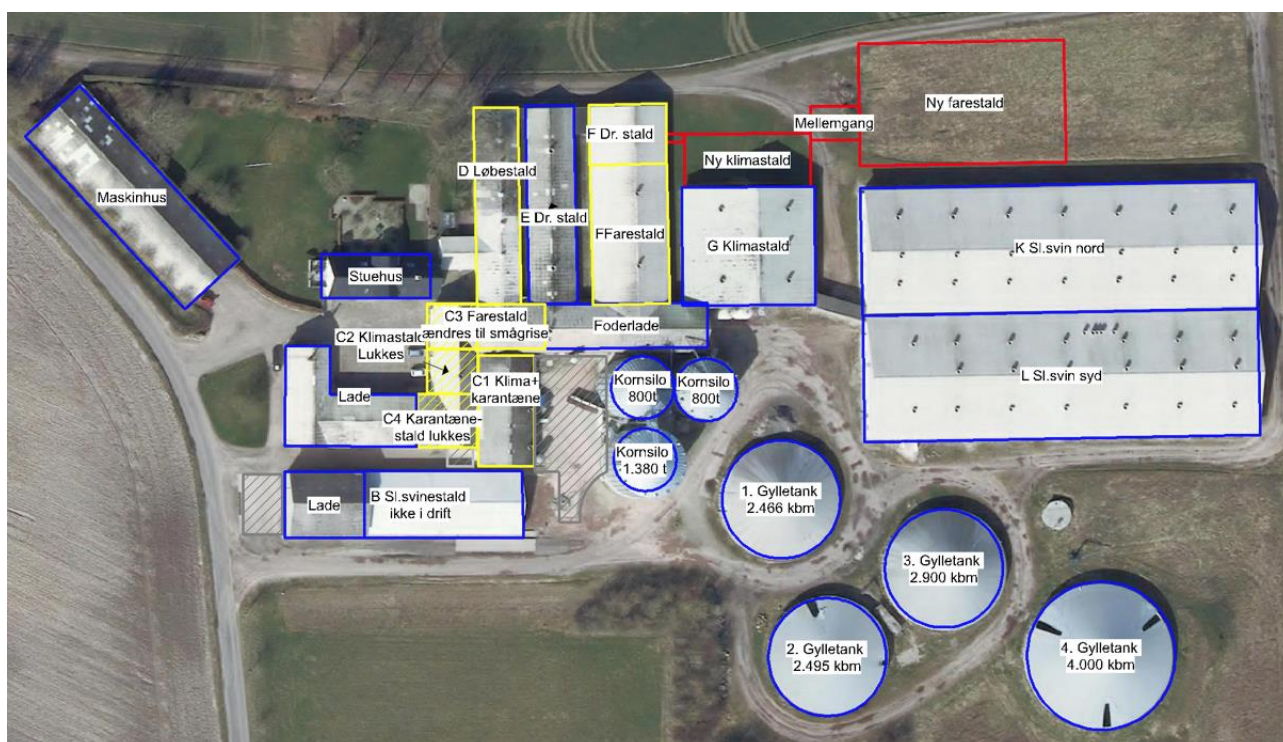 Ny farestald
Mellemgang
F Dr. stald
Ny klimastald
D Løbestald
Maskinhus
E Dr. stald
FFarestald
G Klimastald
K Sl.svin nord
Stuehus
C3 Farestald
ændres til smågrise
Foderlade
C2 Klimastald
Lukkes
C1 Klima+
karantæne
Kornsilo
800t
Kornsilo
800t
L Sl.svin syd
Lade
C4 Karantæne-
stald lukkes
Kornsilo
1.380 t
1. Gylletank
2.466 kbm
Lade
B Sl.svinestald
ikke i drift
3. Gylletank
2.900 kbm
2. Gylletank
2.495 kbm
4. Gylletank
4.000 kbm